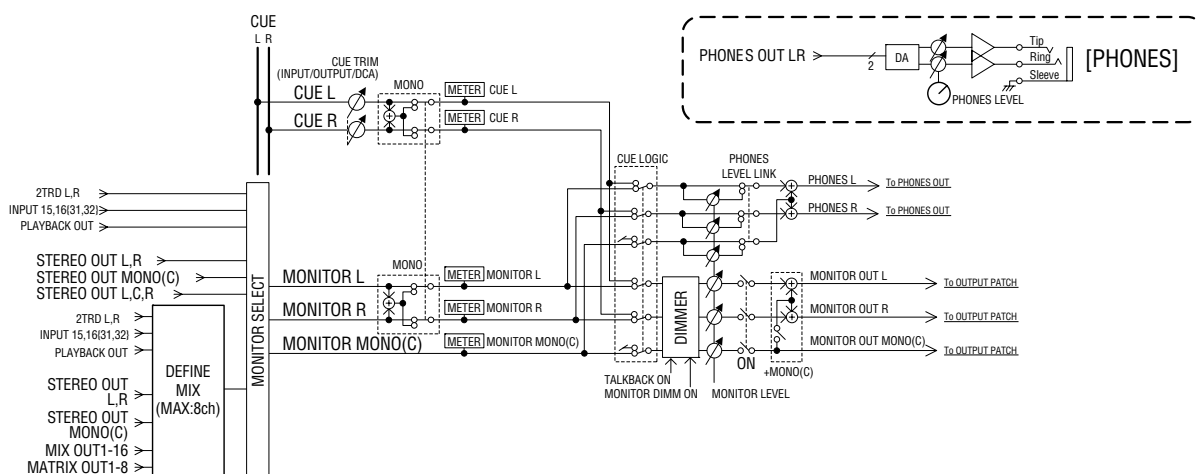 CUE
L R
CUE TRIM
(INPUT/OUTPUT/DCA)
CUE L
CUE R
MONO
METER CUE L
METER CUE R
PHONES OUT LR
2
DA
Tip
Ring
Sleeve
PHONES LEVEL
[PHONES]
2TRD L,R
INPUT 15,16{31,32}
PLAYBACK OUT
STEREO OUT L,R
STEREO OUT MONO(C)
STEREO OUT L,C,R
2TRD L,R
INPUT 15,16{31,32}
PLAYBACK OUT
STEREO OUT
L,R
STEREO OUT
MONO(C)
MIX OUT1-16
MATRIX OUT1-8
DEFINE
MIX
(MAX:8ch)
MONITOR SELECT
MONITOR L
MONITOR R
MONITOR MONO(C)
MONO
METER MONITOR L
METER MONITOR R
METER MONITOR MONO(C)
CUE LOGIC
PHONES
LEVEL LINK
PHONES L
To PHONES OUT
PHONES R
To PHONES OUT
DIMMER
TALKBACK ON
MONITOR DIMM ON
MONITOR LEVEL
ON
+MONO(C)
MONITOR OUT L
To OUTPUT PATCH
MONITOR OUT R
To OUTPUT PATCH
MONITOR OUT MONO(C)
To OUTPUT PATCH